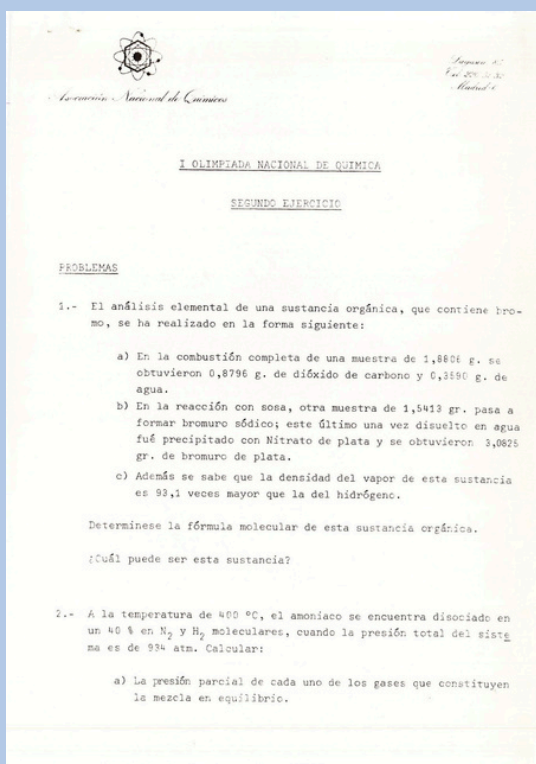 Asociación Nacional de Químicos
Madrid-6
I OLIMPIADA NACIONAL DE QUIMICA
SEGUNDO EJERCICIO
PROBLEMAS
1.- El análisis elemental de una sustancia orgánica, que contiene bro-
mo, se ha realizado en la forma siguiente:
a) En la combustión completa de una muestra de 1,8806 g. se
obtuvieron 0,8796 g. de dióxido de carbono y 0,3590 g. de
agua.
b) En la reacción con sosa, otra muestra de 1,5413 gr. pasa a
formar bromuro sódico; este último una vez disuelto en agua
fué precipitado con Nitrato de plata y se obtuvieron 3,0825
gr. de bromuro de plata.
c) Además se sabe que la densidad del vapor de esta sustancia
es 93,1 veces mayor que la del hidrógeno.
Determinese la fórmula molecular de esta sustancia orgánica.
¿Cuál puede ser esta sustancia?
2.- A la temperatura de 400 °C, el amoniaco se encuentra disociado en
un 40 % en N2 y H2 moleculares, cuando la presión total del siste
ma es de 934 atm. Calcular:
a) La presión parcial de cada uno de los gases que constituyen
la mezcla en equilibrio.